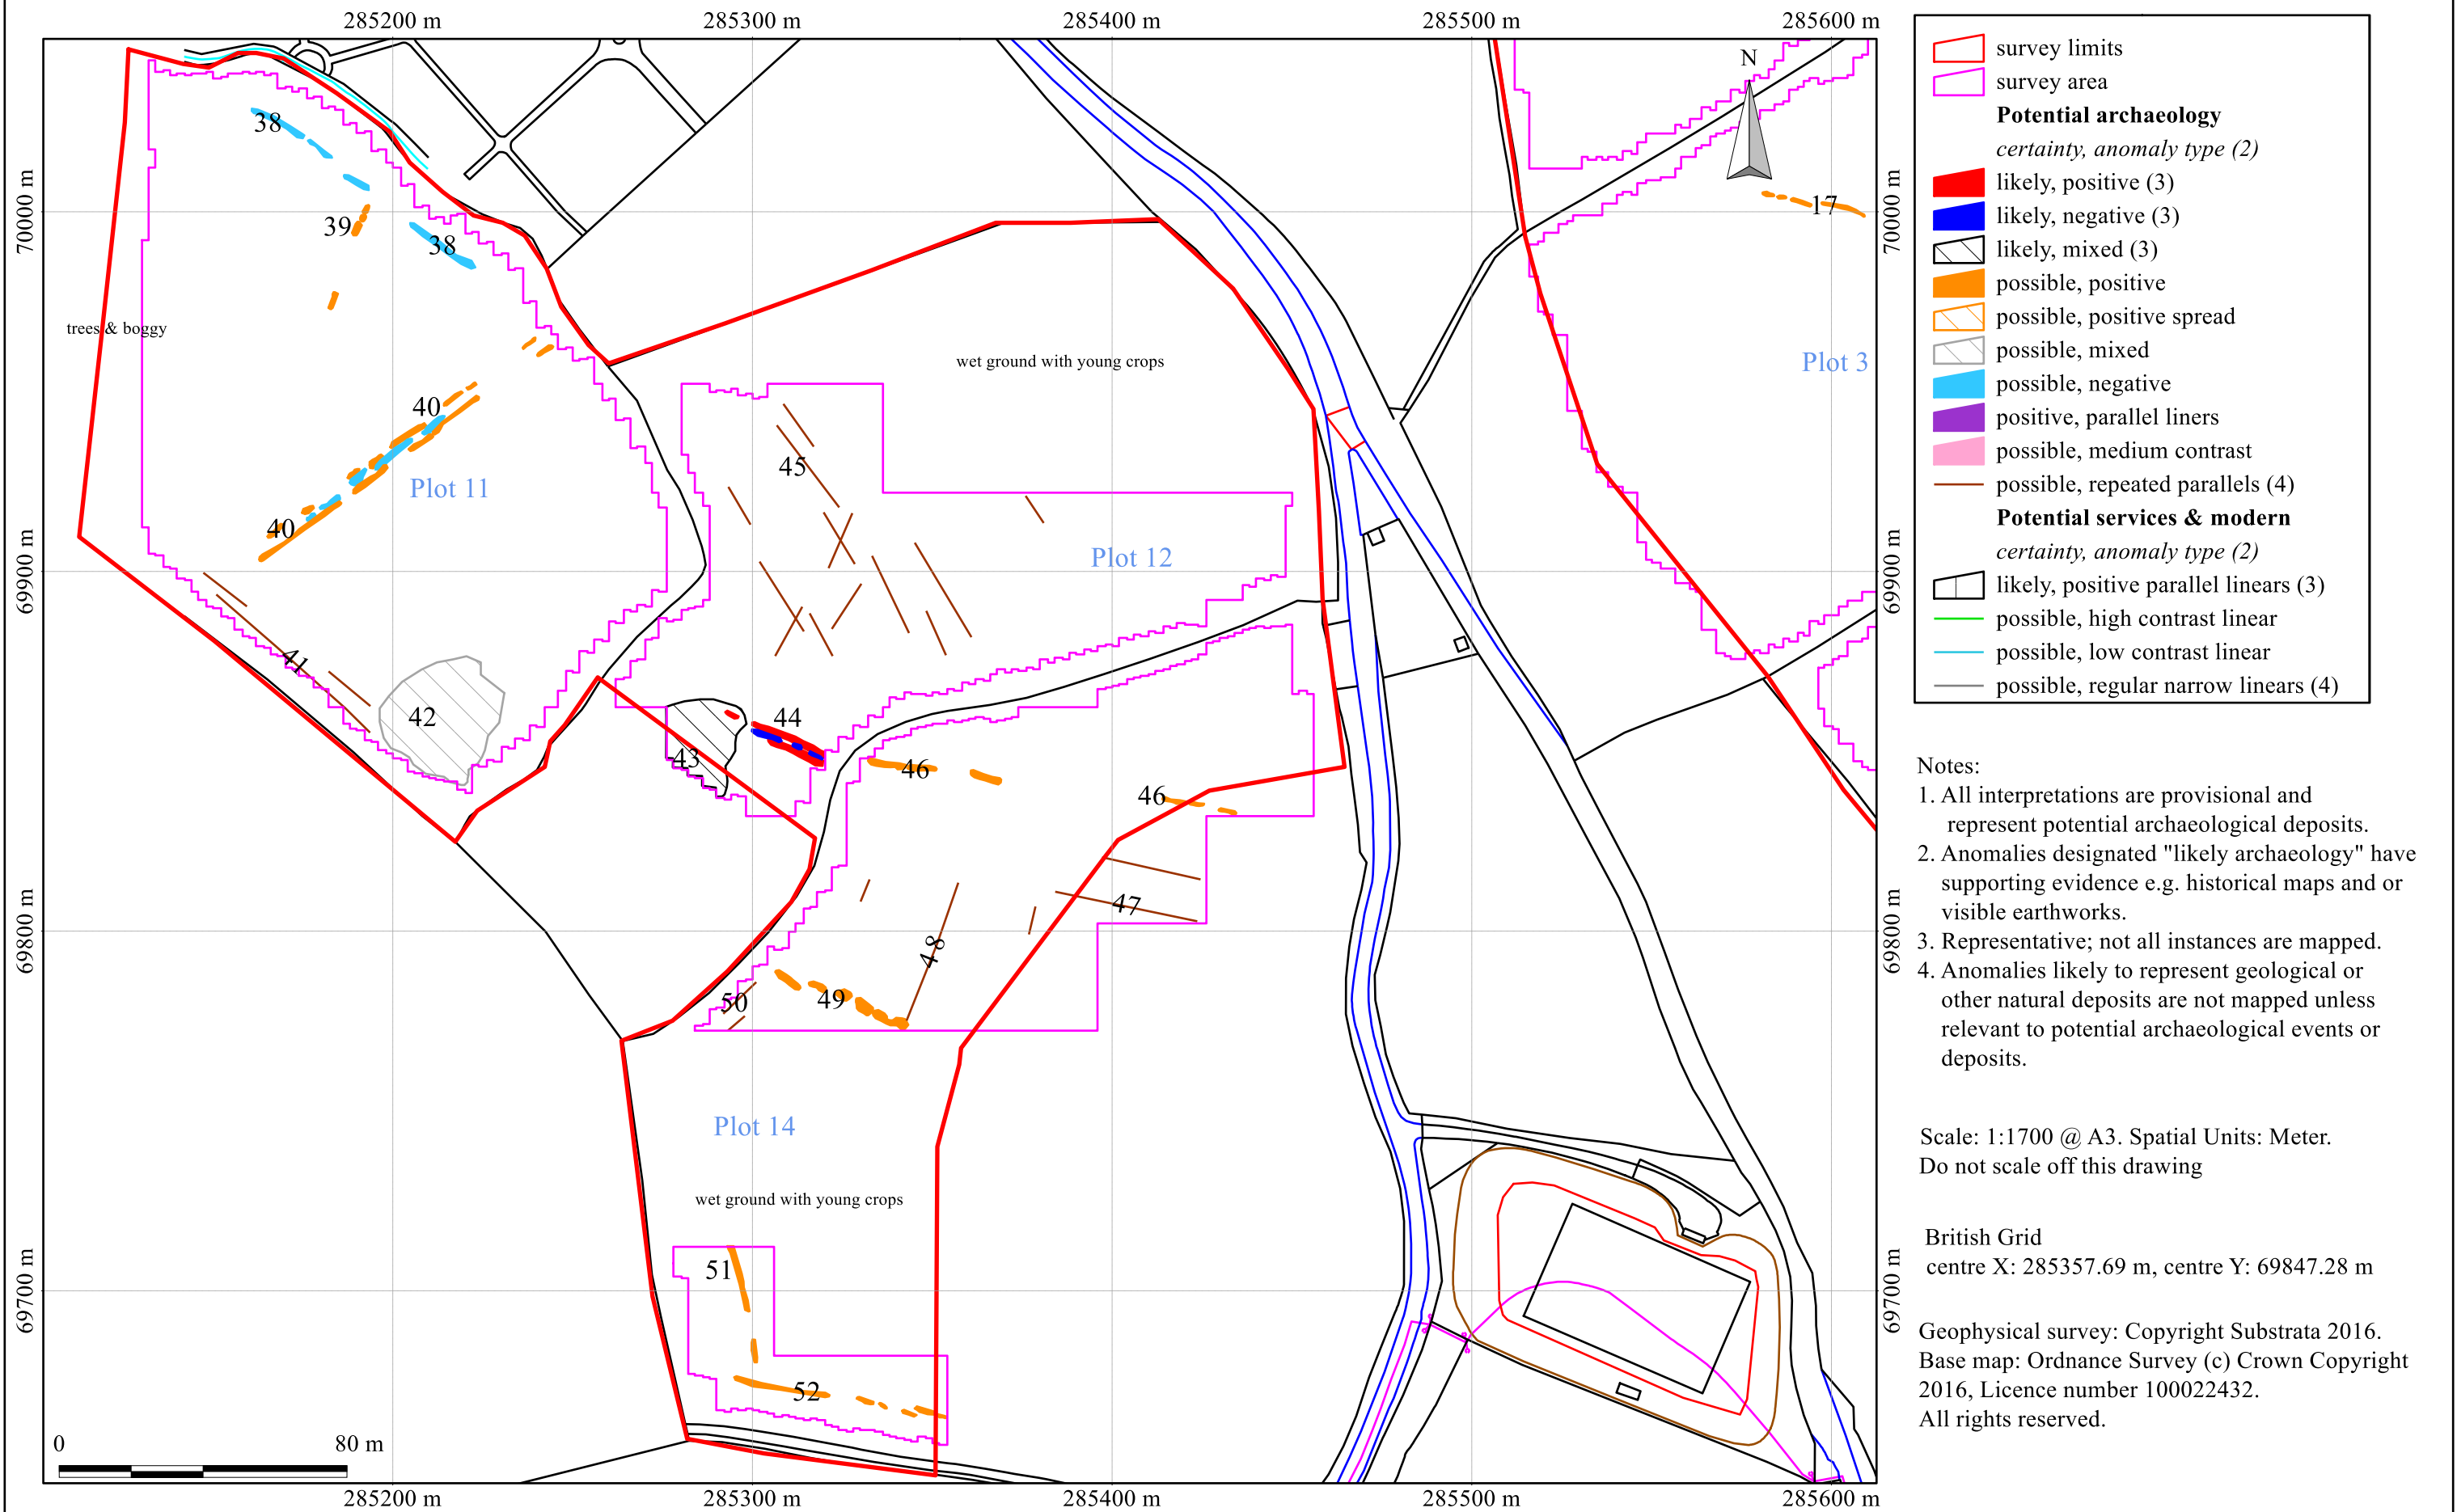 285200 m
285300 m
285400 m
285500 m
285600 m
70000 m
69900 m
69800 m
69700 m
38
39
38
trees & boggy
40
Plot 11
40
41
42
wet ground with young crops
45
Plot 12
43
44
46
46
47
48
49
50
Plot 14
wet ground with young crops
51
52
N
17
Plot 3
70000 m
69900 m
69800 m
69700 m
0
80 m
285200 m
285300 m
285400 m
285500 m
285600 m
survey limits
survey area
Potential archaeology
certainty, anomaly type (2)
likely, positive (3)
likely, negative (3)
likely, mixed (3)
possible, positive
possible, positive spread
possible, mixed
possible, negative
positive, parallel liners
possible, medium contrast
possible, repeated parallels (4)
Potential services & modern
certainty, anomaly type (2)
likely, positive parallel linears (3)
possible, high contrast linear
possible, low contrast linear
possible, regular narrow linears (4)
Notes:
1. All interpretations are provisional and
represent potential archaeological deposits.
2. Anomalies designated "likely archaeology" have
supporting evidence e.g. historical maps and or
visible earthworks.
3. Representative; not all instances are mapped.
4. Anomalies likely to represent geological or
other natural deposits are not mapped unless
relevant to potential archaeological events or
deposits.
Scale: 1:1700 @ A3. Spatial Units: Meter.
Do not scale off this drawing
British Grid
centre X: 285357.69 m, centre Y: 69847.28 m
Geophysical survey: Copyright Substrata 2016.
Base map: Ordnance Survey (c) Crown Copyright
2016, Licence number 100022432.
All rights reserved.